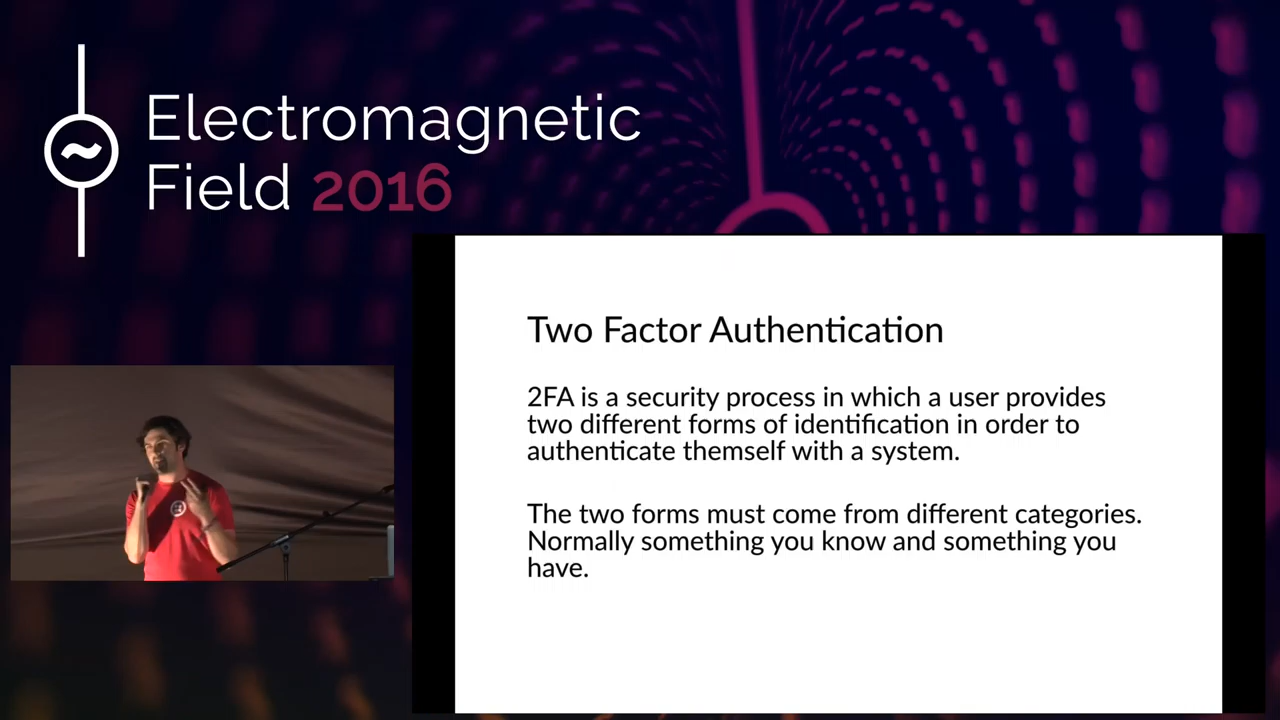 Electromagnetic
Field 2016
Two Factor Authentication
2FA is a security process in which a user provides
two different forms of identification in order to
authenticate themself with a system.
The two forms must come from different categories.
Normally something you know and something you
have.